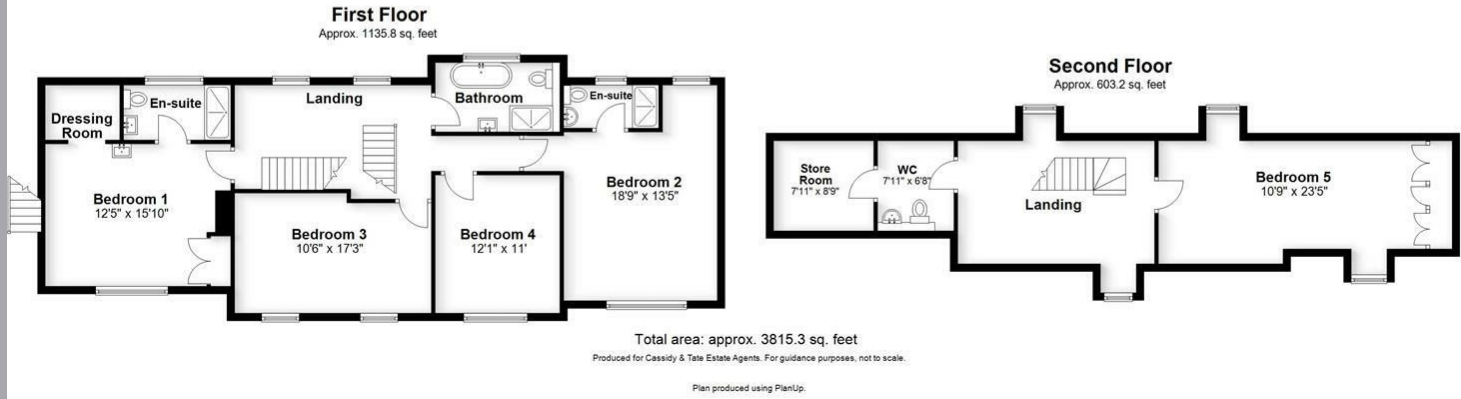 First Floor
Approx. 1135.8 sq. feet
Dressing
Room
En-suite
Landing
Bathroom
En-suite
Bedroom 1
12'5" x 15'10"
Bedroom 2
18'9" x 13'5"
Bedroom 3
10'6" x 17'3"
Bedroom 4
12'1" x 11'
Second Floor
Approx. 603.2 sq. feet
Store
Room
7'11" x 8'9"
WC
7'11" x 6'8"
Landing
Bedroom 5
10'9" x 23'5"
Total area: approx. 3815.3 sq. feet
Produced for Cassidy & Tate Estate Agents. For guidance purposes, not to scale.
Plan produced using PlanUp.